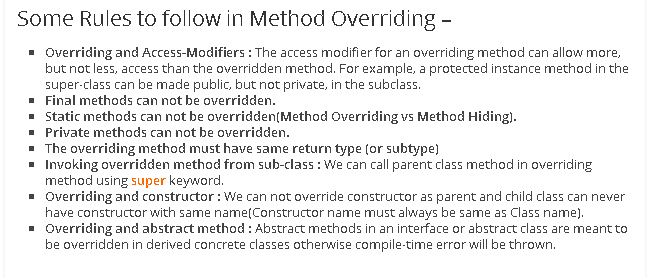 Some Rules to follow in Method Overriding –
▪ Overriding and Access-Modifiers : The access modifier for an overriding method can allow more,
but not less, access than the overridden method. For example, a protected instance method in the
super-class can be made public, but not private, in the subclass.
▪ Final methods can not be overridden.
▪ Static methods can not be overridden(Method Overriding vs Method Hiding).
▪ Private methods can not be overridden.
▪ The overriding method must have same return type (or subtype)
▪ Invoking overridden method from sub-class : We can call parent class method in overriding
method using super keyword.
▪ Overriding and constructor : We can not override constructor as parent and child class can never
have constructor with same name(Constructor name must always be same as Class name).
▪ Overriding and abstract method : Abstract methods in an interface or abstract class are meant to
be overridden in derived concrete classes otherwise compile-time error will be thrown.